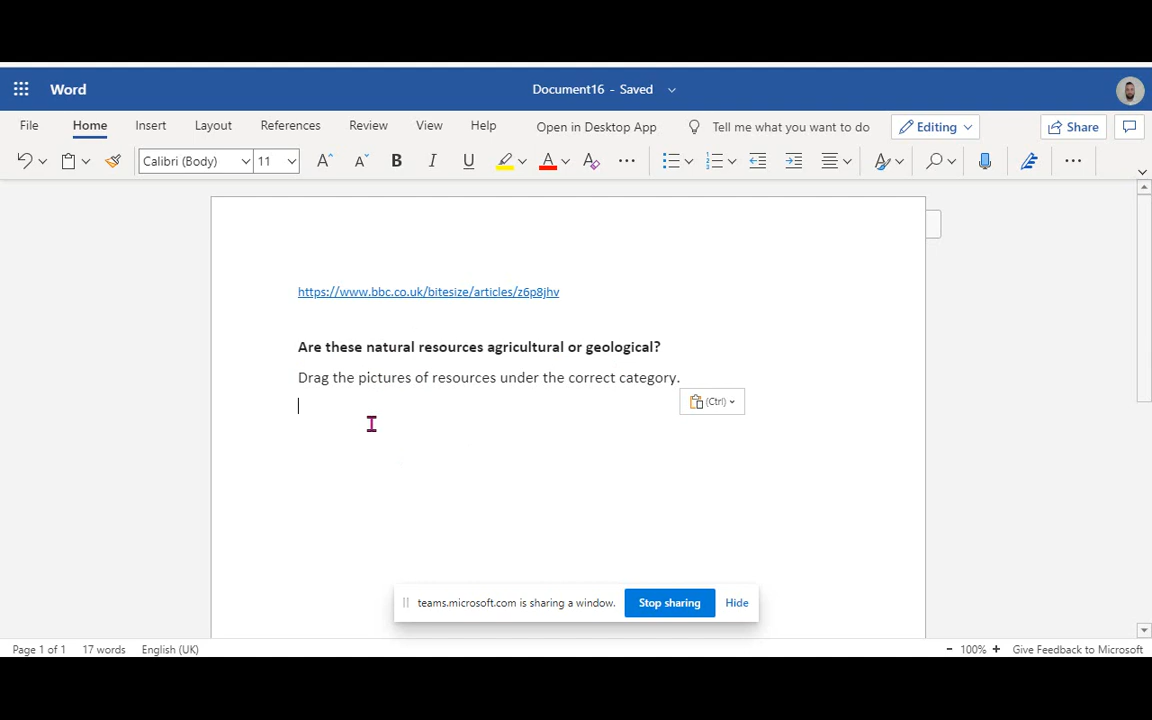 Word
Document16 - Saved
File Home Insert Layout References Review View Help Open in Desktop App Tell me what you want to do Editing Share
Calibri (Body) 11
https://www.bbc.co.uk/bitesize/articles/z6p8jhv
Are these natural resources agricultural or geological?
Drag the pictures of resources under the correct category.
(Ctrl)
teams.microsoft.com is sharing a window. Stop sharing Hide
Page 1 of 1 17 words English (UK) - 100% + Give Feedback to Microsoft